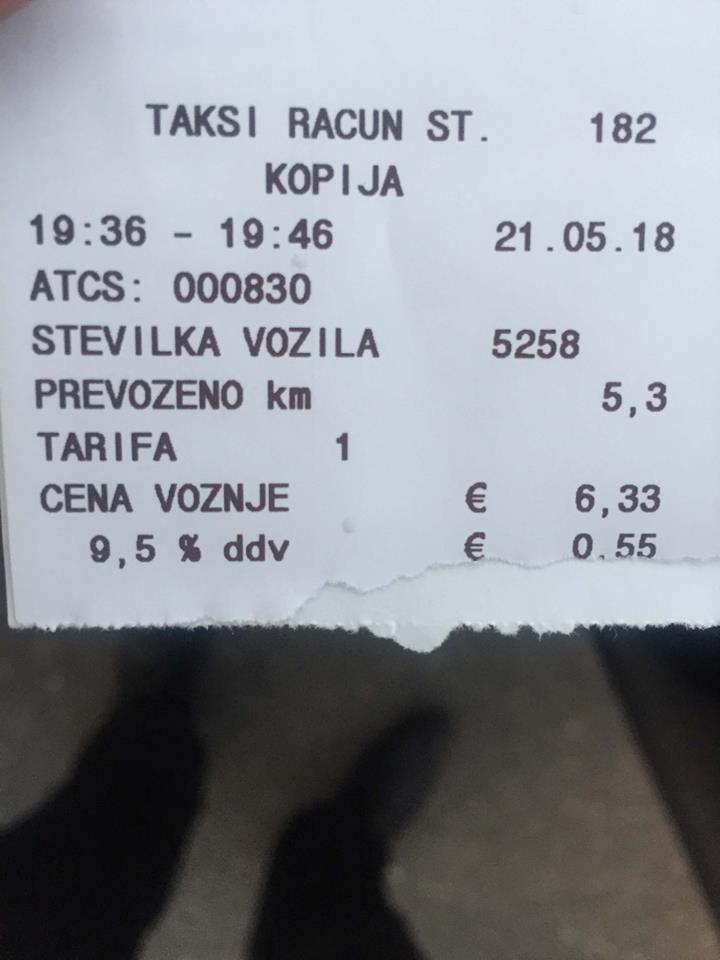 TAKSI RACUN ST. 182
KOPIJA
19:36 - 19:46 21.05.18
ATCS: 000830
STEVILKA VOZILA 5258
PREVOZENO km 5,3
TARIFA 1
CENA VOZNJE € 6,33
9,5 % ddv € 0,55